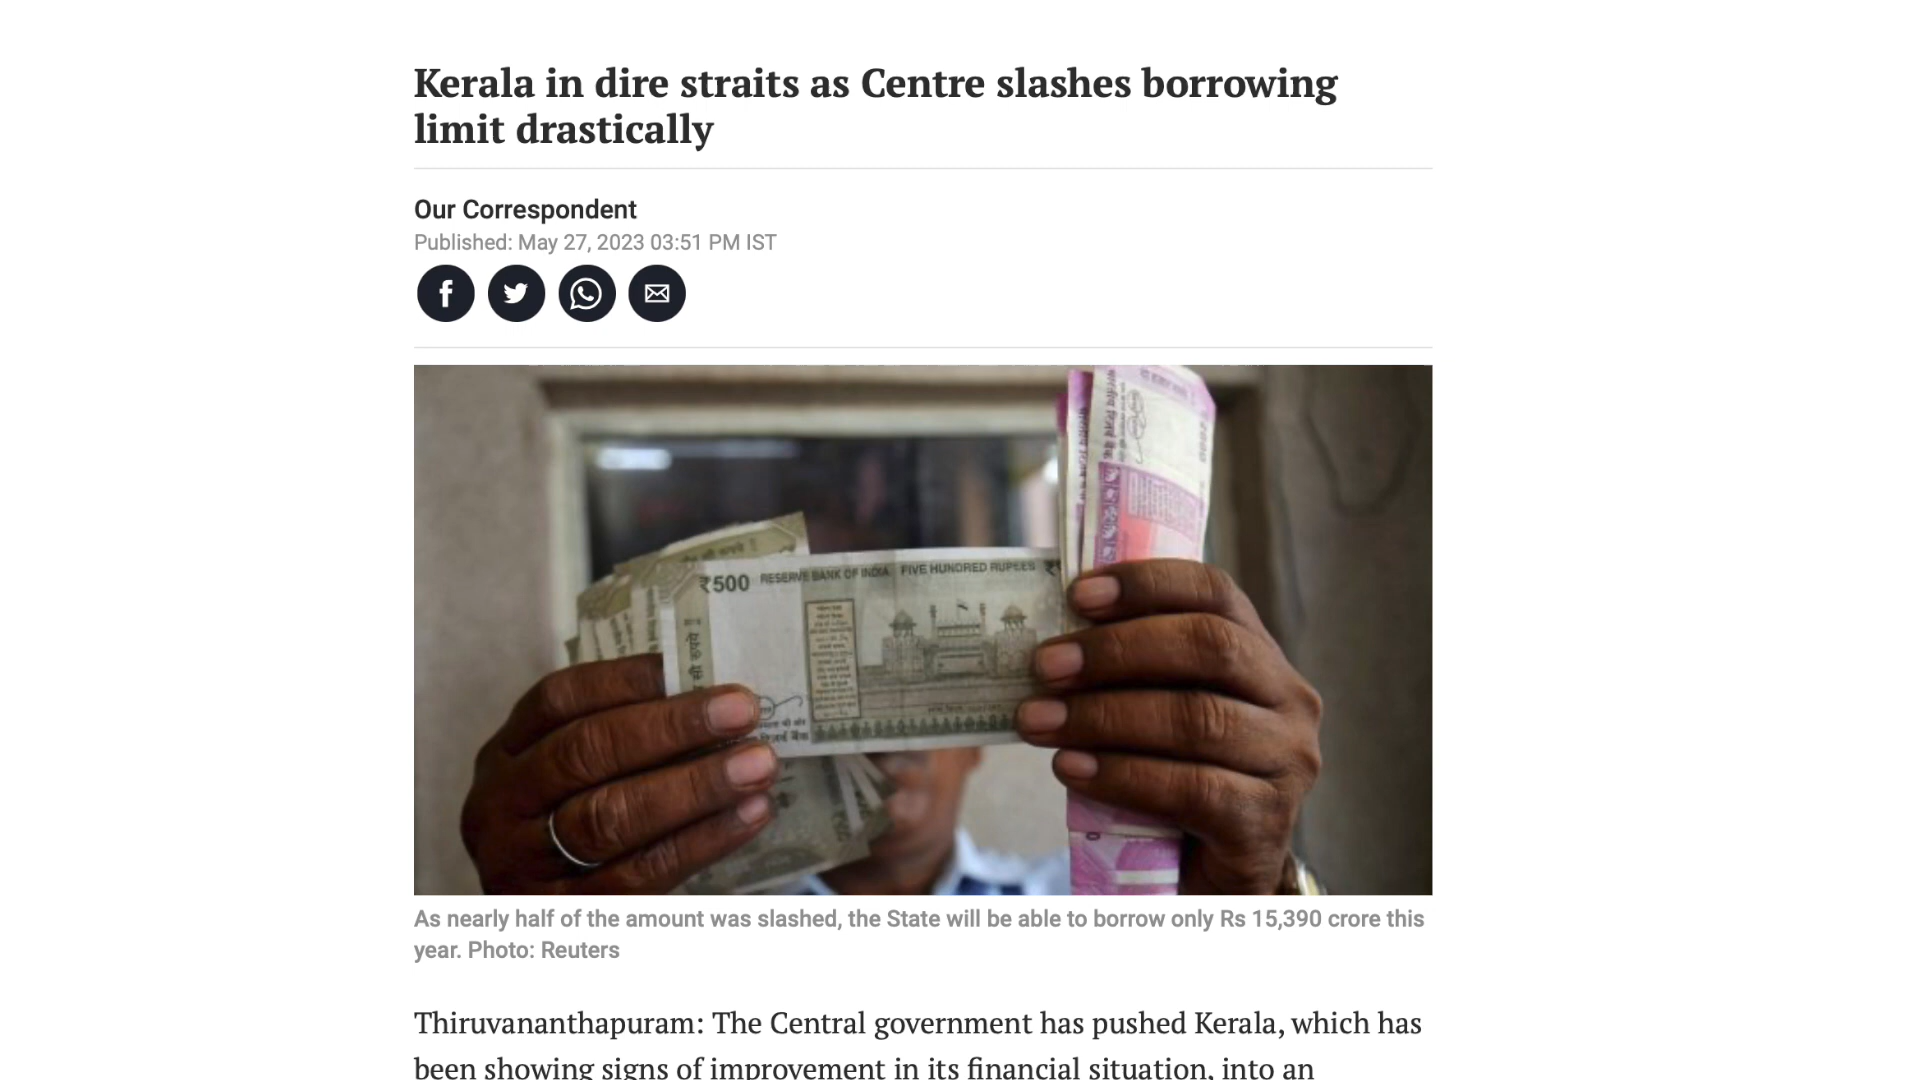 Kerala in dire straits as Centre slashes borrowing
limit drastically
Our Correspondent
Published: May 27, 2023 03:51 PM IST
₹500 RESERVE BANK OF INDIA FIVE HUNDRED RUPEES
As nearly half of the amount was slashed, the State will be able to borrow only Rs 15,390 crore this
year. Photo: Reuters
Thiruvananthapuram: The Central government has pushed Kerala, which has
been showing signs of improvement in its financial situation, into an